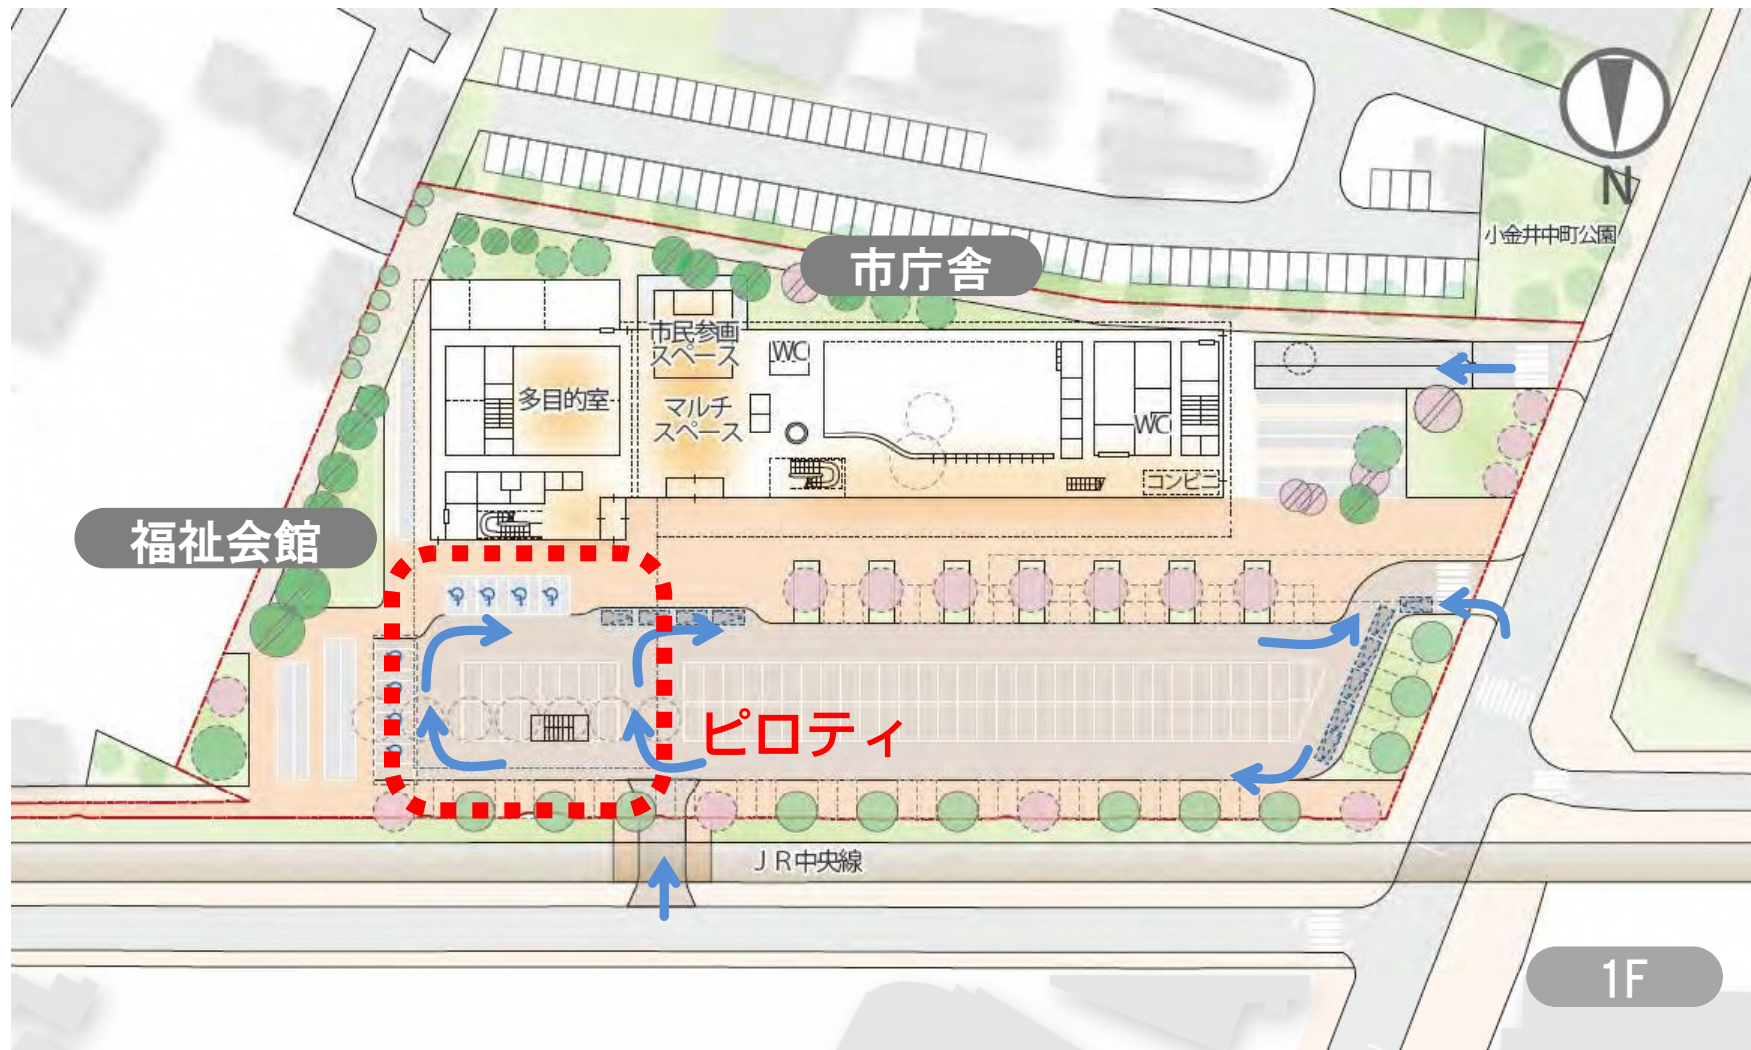 N
小金井中町公園
市庁舎
市民参画
スペース
WC
多目的室
マルチ
スペース
WC
コンビニ
福祉会館
ピロティ
JR中央線
1F